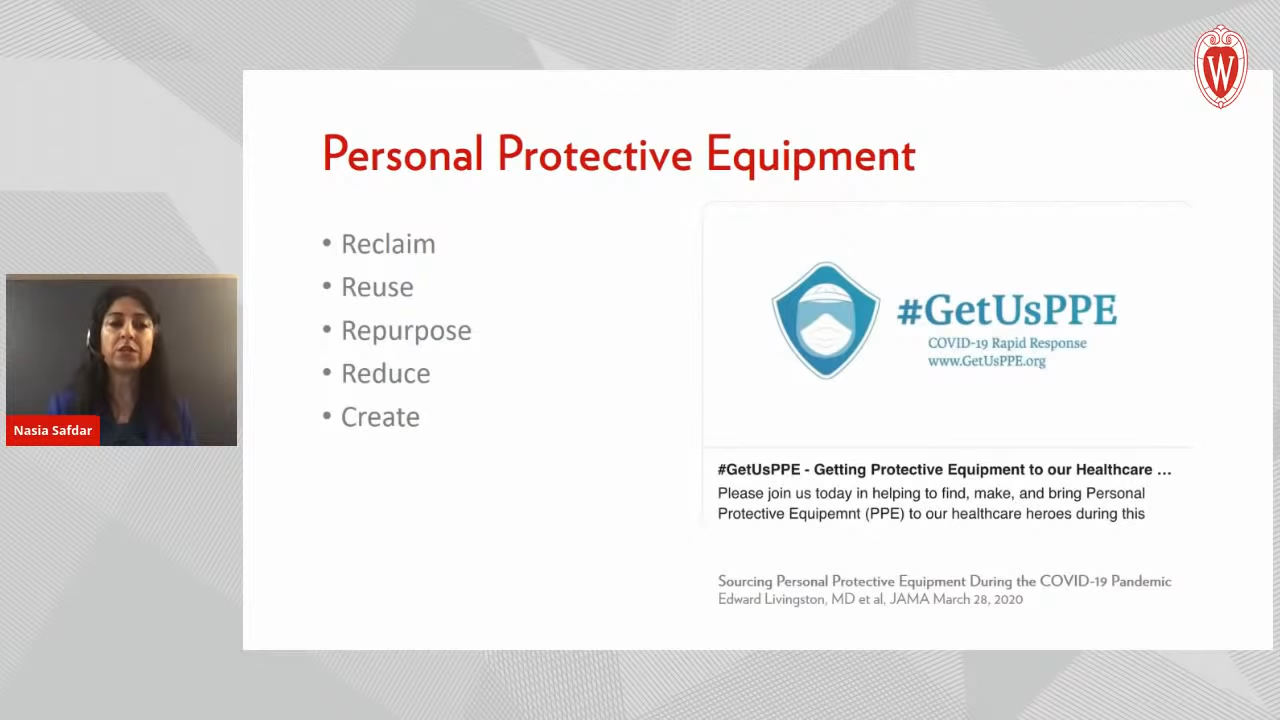 W
Personal Protective Equipment
• Reclaim
• Reuse
• Repurpose
• Reduce
• Create
#GetUsPPE
COVID-19 Rapid Response
www.GetUsPPE.org
#GetUsPPE - Getting Protective Equipment to our Healthcare ...
Please join us today in helping to find, make, and bring Personal
Protective Equipemnt (PPE) to our healthcare heroes during this
Sourcing Personal Protective Equipment During the COVID-19 Pandemic
Edward Livingston, MD et al, JAMA March 28, 2020
Nasia Safdar